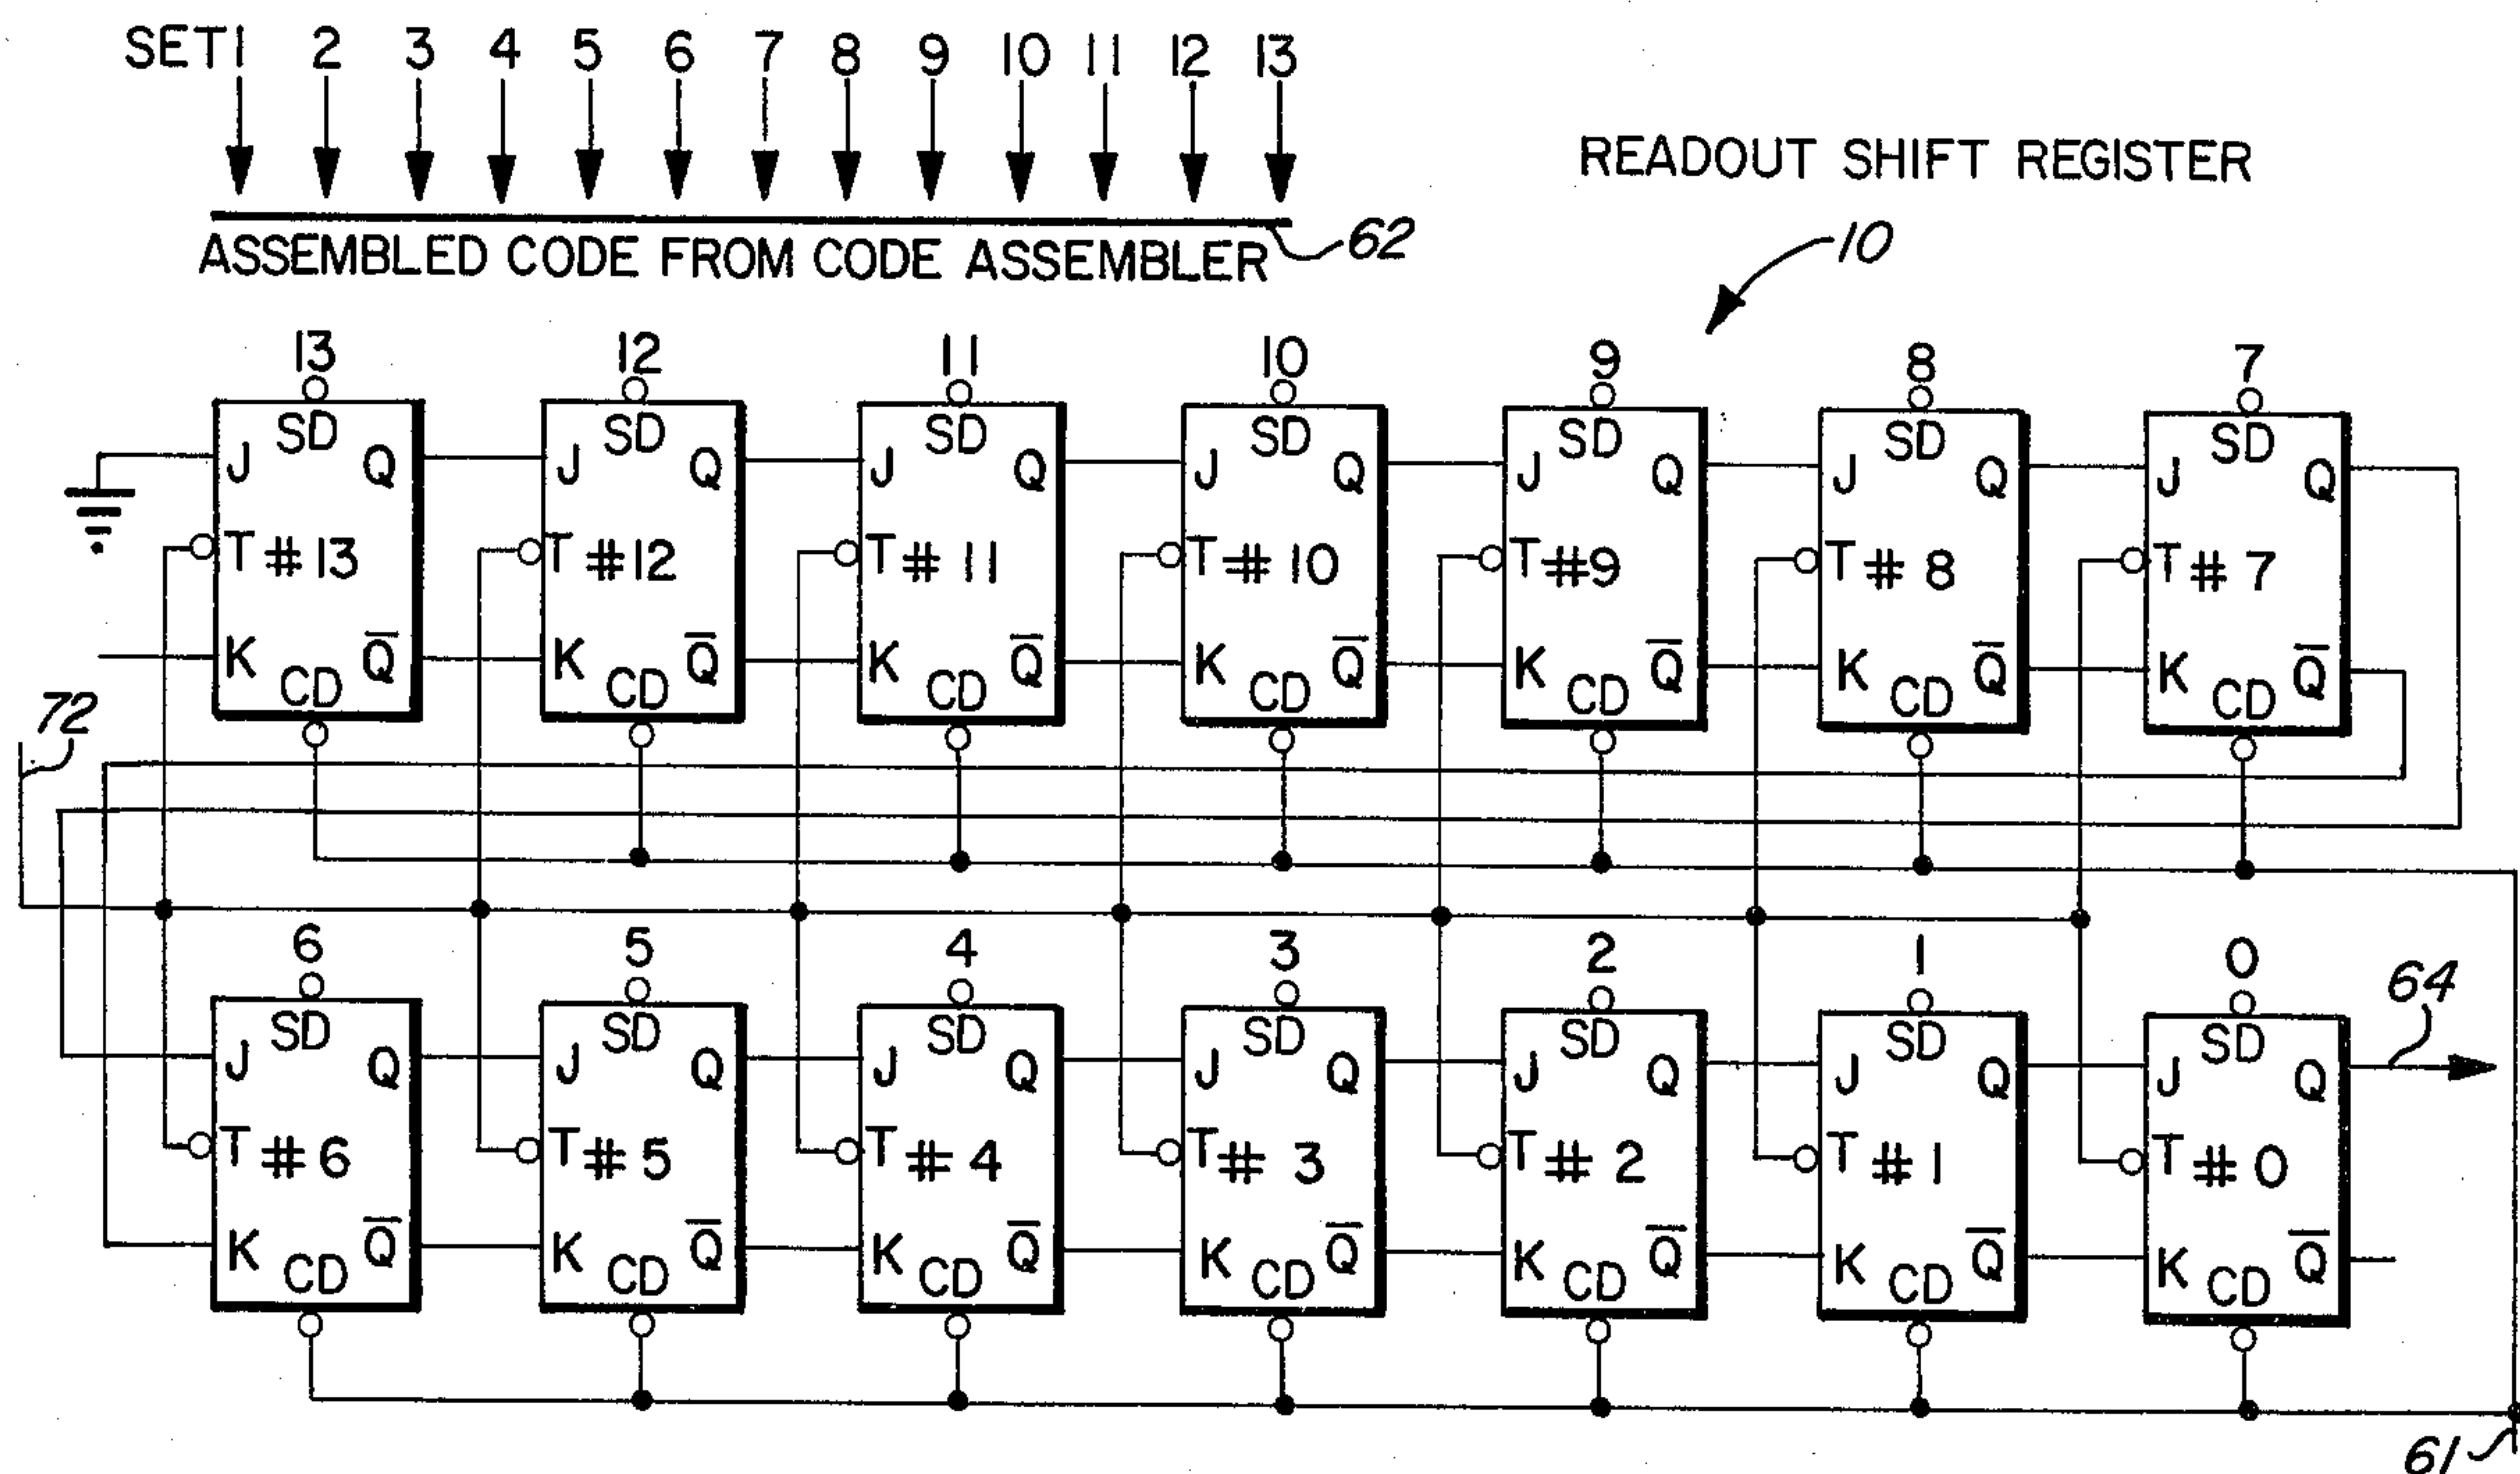 SET 1 2 3 4 5 6 7 8 9 10 11 12 13
READOUT SHIFT REGISTER
ASSEMBLED CODE FROM CODE ASSEMBLER
62
10
13 12 11 10 9 8 7
SD SD SD SD SD SD SD
J Q J Q J Q J Q J Q J Q J Q
T #13 T #12 T #11 T #10 T #9 T #8 T #7
K Q̅ K Q̅ K Q̅ K Q̅ K Q̅ K Q̅ K Q̅
CD CD CD CD CD CD CD
72
6 5 4 3 2 1 0
64
SD SD SD SD SD SD SD
J Q J Q J Q J Q J Q J Q J Q
T #6 T #5 T #4 T #3 T #2 T #1 T #0
K Q̅ K Q̅ K Q̅ K Q̅ K Q̅ K Q̅ K Q̅
CD CD CD CD CD CD CD
61